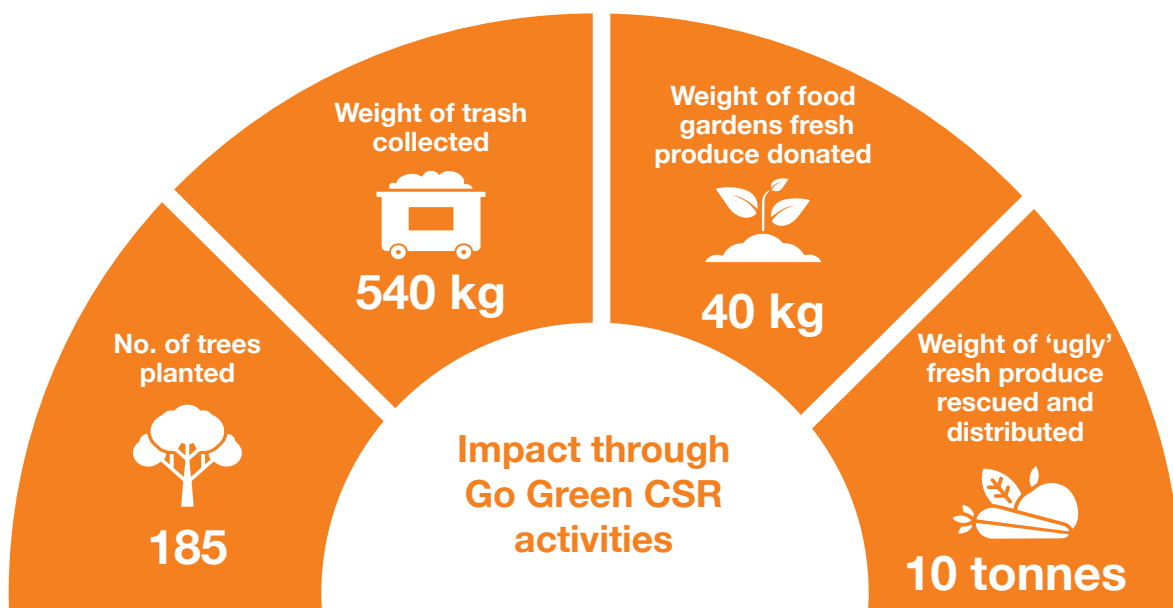 No. of trees
planted
185
Weight of trash
collected
540 kg
Weight of food
gardens fresh
produce donated
40 kg
Weight of ‘ugly’
fresh produce
rescued and
distributed
10 tonnes
Impact through
Go Green CSR
activities